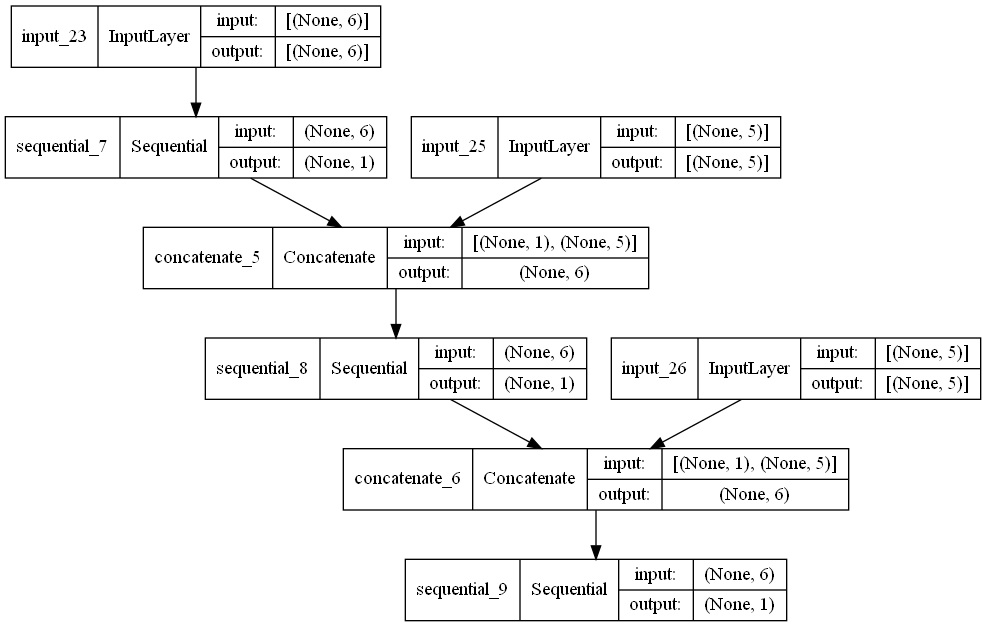 input_23 InputLayer input: [(None, 6)]
output: [(None, 6)]
sequential_7 Sequential input: (None, 6)
output: (None, 1)
input_25 InputLayer input: [(None, 5)]
output: [(None, 5)]
concatenate_5 Concatenate input: [(None, 1), (None, 5)]
output: (None, 6)
sequential_8 Sequential input: (None, 6)
output: (None, 1)
input_26 InputLayer input: [(None, 5)]
output: [(None, 5)]
concatenate_6 Concatenate input: [(None, 1), (None, 5)]
output: (None, 6)
sequential_9 Sequential input: (None, 6)
output: (None, 1)